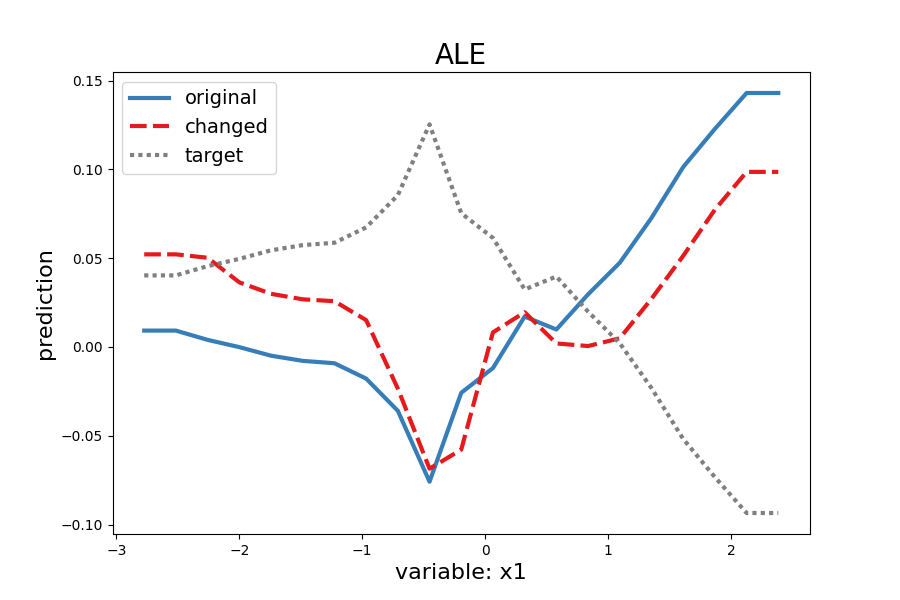 ALE
original
changed
target
prediction
0.15
0.10
0.05
0.00
−0.05
−0.10
−3
−2
−1
0
1
2
variable: x1